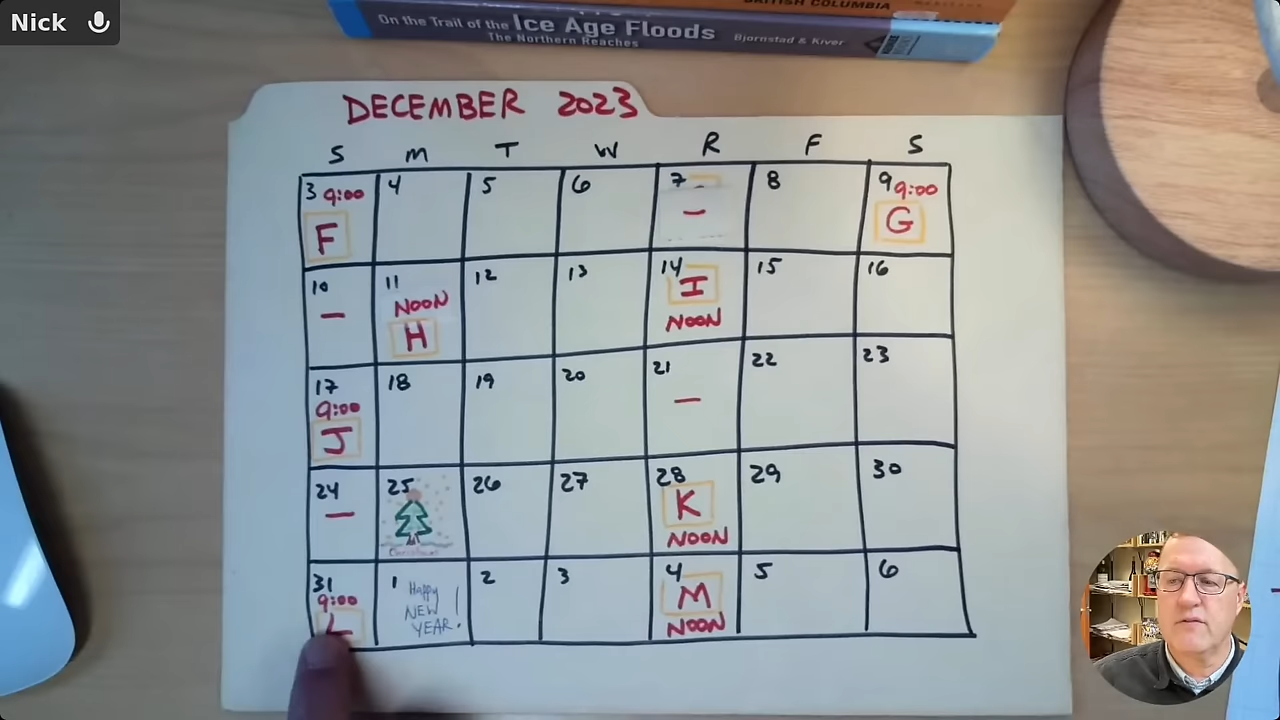 Nick
BRITISH COLUMBIA
On the Trail of the Ice Age Floods
The Northern Reaches
Bjornstad & Kiver
DECEMBER 2023
S M T W R F S
3 9:00 4 5 6 7 8 9 9:00
F - G
10 11 12 13 14 15 16
- NOON I
H NOON
17 18 19 20 21 22 23
9:00 -
J
24 25 26 27 28 29 30
- K
Christmas NOON
31 1 2 3 4 5 6
9:00 Happy M
L NEW NOON
YEAR!